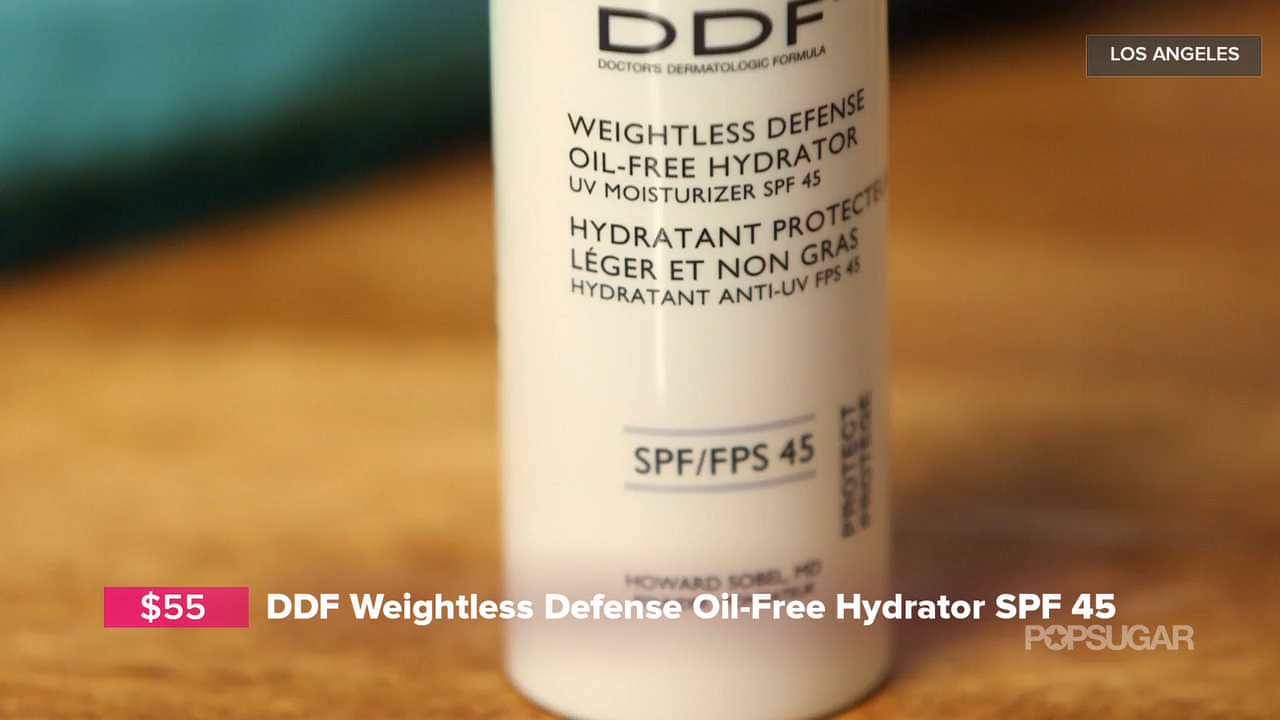 DDF
DOCTOR'S DERMATOLOGIC FORMULA
LOS ANGELES
WEIGHTLESS DEFENSE
OIL-FREE HYDRATOR
UV MOISTURIZER SPF 45
HYDRATANT PROTECTEU
LÉGER ET NON GRAS
HYDRATANT ANTI-UV FPS 45
SPF/FPS 45
PROTECT
PROTÈGE
HOWARD SOBEL, MD
$55 DDF Weightless Defense Oil-Free Hydrator SPF 45
POPSUGAR